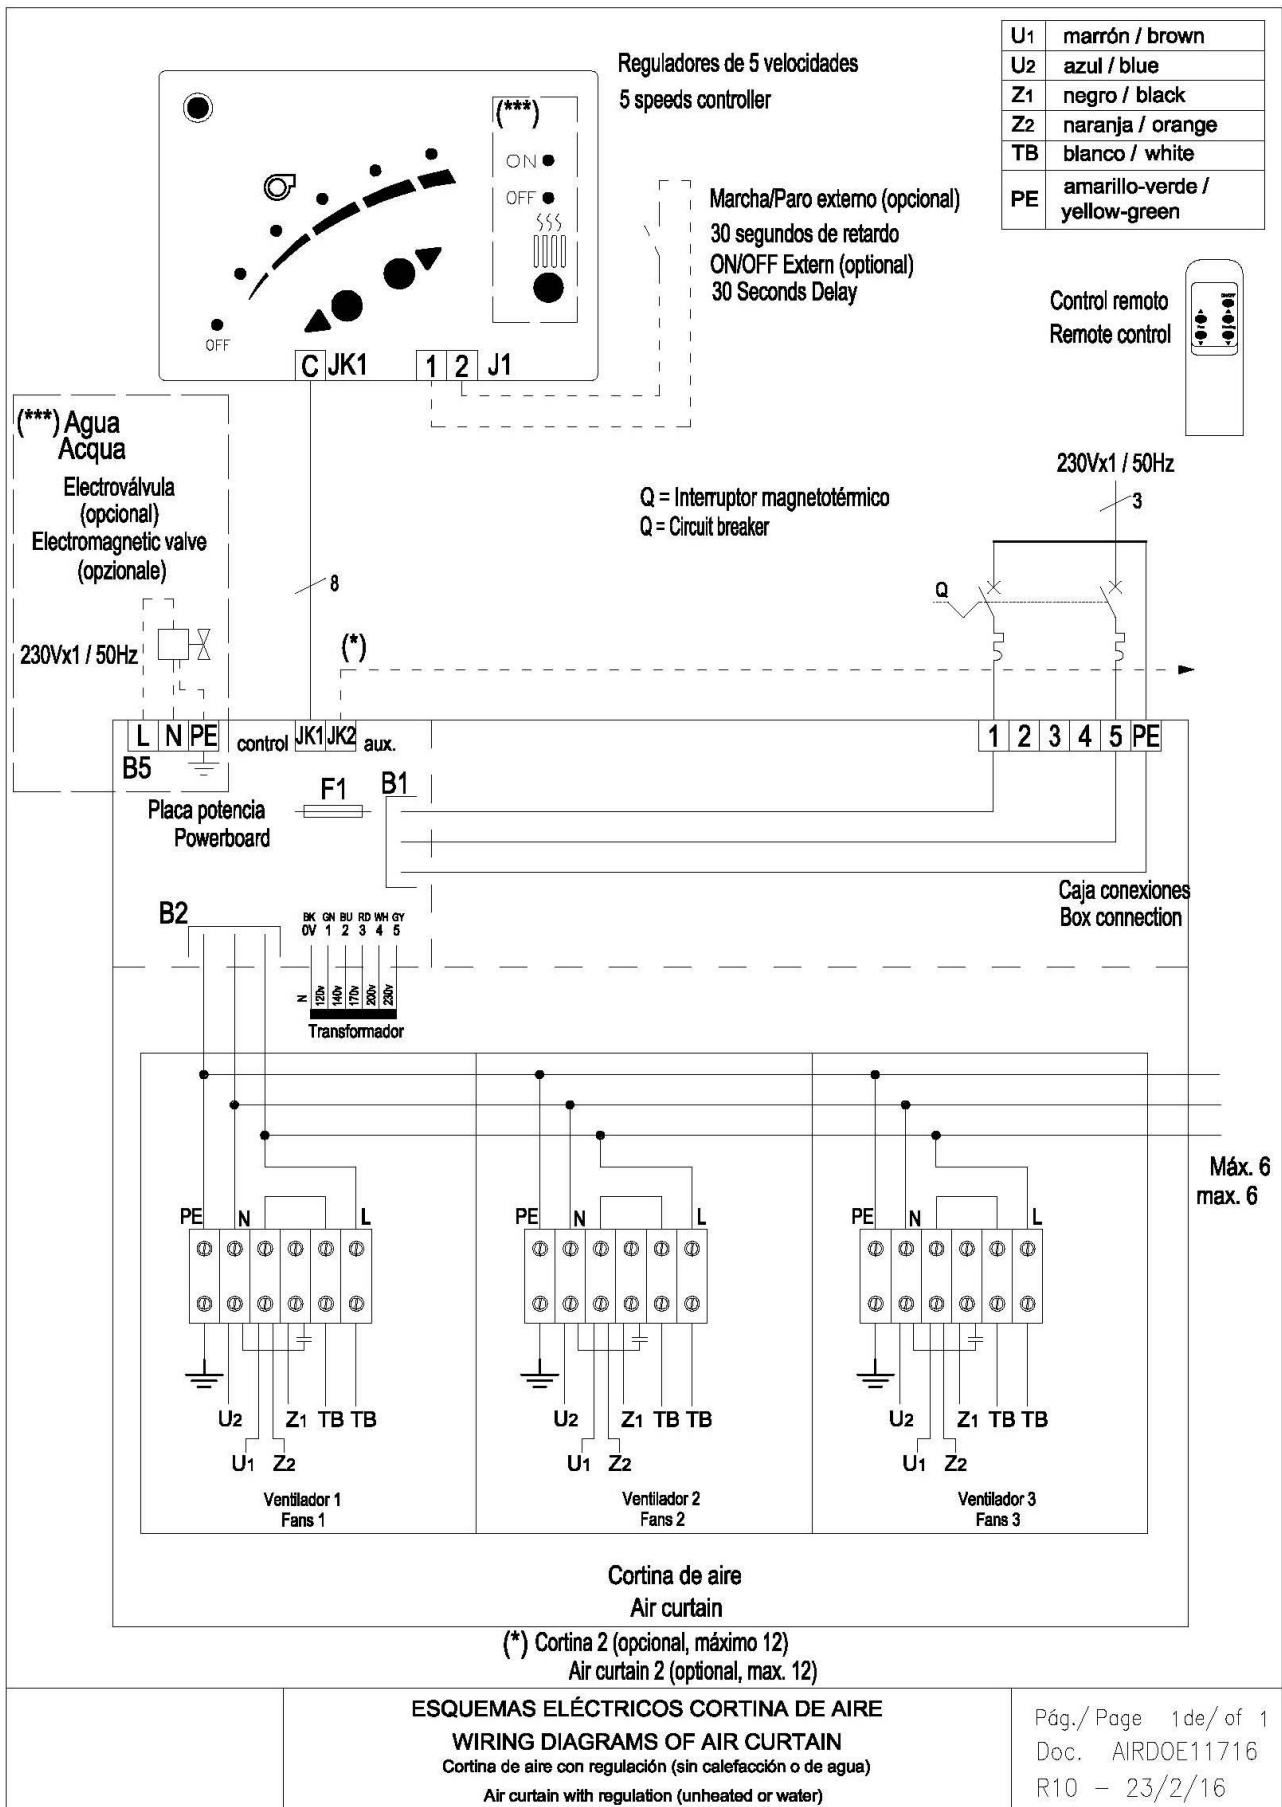 Reguladores de 5 velocidades
5 speeds controller
U1 marrón / brown
U2 azul / blue
Z1 negro / black
Z2 naranja / orange
TB blanco / white
PE amarillo-verde /
yellow-green
(***)
ON
OFF
OFF
C JK1
1 2 J1
Marcha/Paro externo (opcional)
30 segundos de retardo
ON/OFF Extern (optional)
30 Seconds Delay
Control remoto
Remote control
ON/OFF
(***) Agua
Acqua
Electroválvula
(opcional)
Electromagnetic valve
(opzionale)
230Vx1 / 50Hz
8
(*)
Q = Interruptor magnetotérmico
Q = Circuit breaker
230Vx1 / 50Hz
3
Q
L N PE
B5
control JK1 JK2 aux.
1 2 3 4 5 PE
F1
B1
Placa potencia
Powerboard
Caja conexiones
Box connection
B2
BK GN BU RD WH GY
0V 1 2 3 4 5
N 120v 140v 170v 200v 230v
Transformador
Máx. 6
max. 6
PE N L
U2 Z1 TB TB
U1 Z2
Ventilador 1
Fans 1
PE N L
U2 Z1 TB TB
U1 Z2
Ventilador 2
Fans 2
PE N L
U2 Z1 TB TB
U1 Z2
Ventilador 3
Fans 3
Cortina de aire
Air curtain
(*) Cortina 2 (opcional, máximo 12)
Air curtain 2 (optional, max. 12)
ESQUEMAS ELÉCTRICOS CORTINA DE AIRE
WIRING DIAGRAMS OF AIR CURTAIN
Cortina de aire con regulación (sin calefacción o de agua)
Air curtain with regulation (unheated or water)
Pág./Page 1de/ of 1
Doc. AIRDOE11716
R10 - 23/2/16